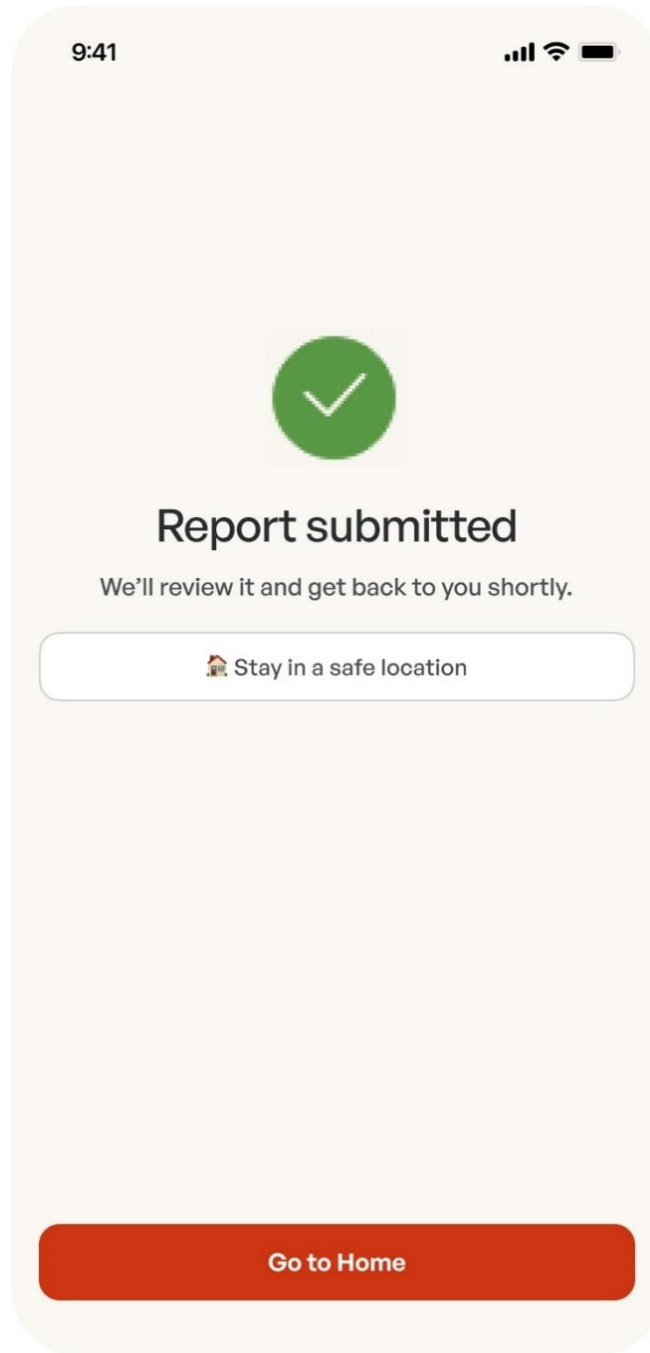 9:41
Report submitted
We’ll review it and get back to you shortly.
🏠 Stay in a safe location
Go to Home